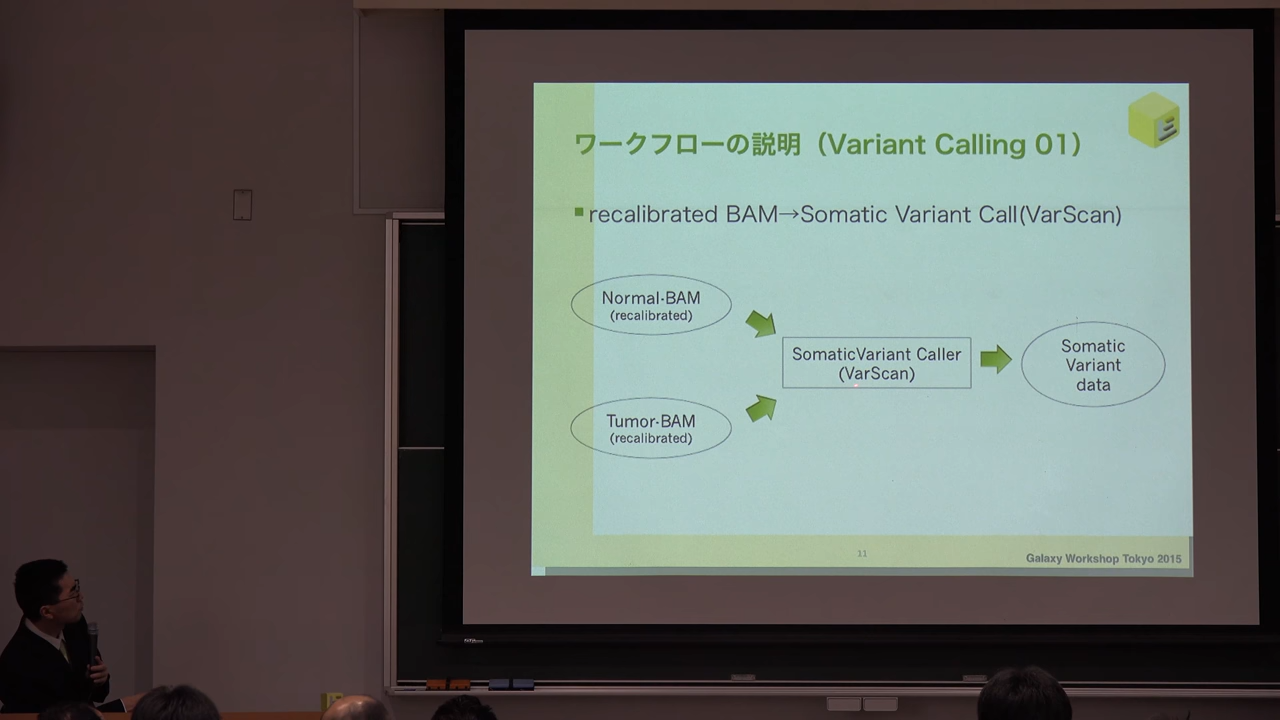 ワークフローの説明（Variant Calling 01）
recalibrated BAM→Somatic Variant Call(VarScan)
Normal-BAM
(recalibrated)
SomaticVariant Caller
(VarScan)
Somatic
Variant
data
Tumor-BAM
(recalibrated)
11
Galaxy Workshop Tokyo 2015